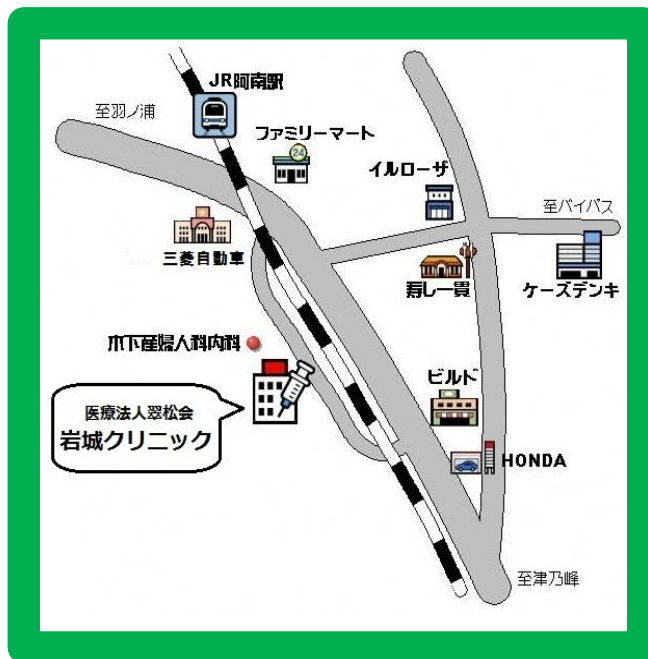 JR阿南駅
至羽ノ浦
ファミリーマート
24
イルローザ
至バイパス
三菱自動車
寿し一貫
ケーズデンキ
木下産婦人科内科
ビルド
医療法人翠松会
岩城クリニック
HONDA
至津乃峰